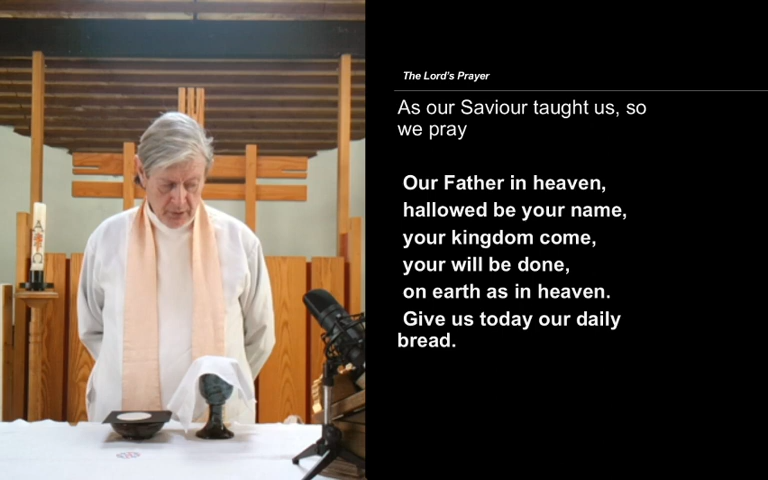 The Lord's Prayer
As our Saviour taught us, so
we pray
Our Father in heaven,
hallowed be your name,
your kingdom come,
your will be done,
on earth as in heaven.
Give us today our daily
bread.